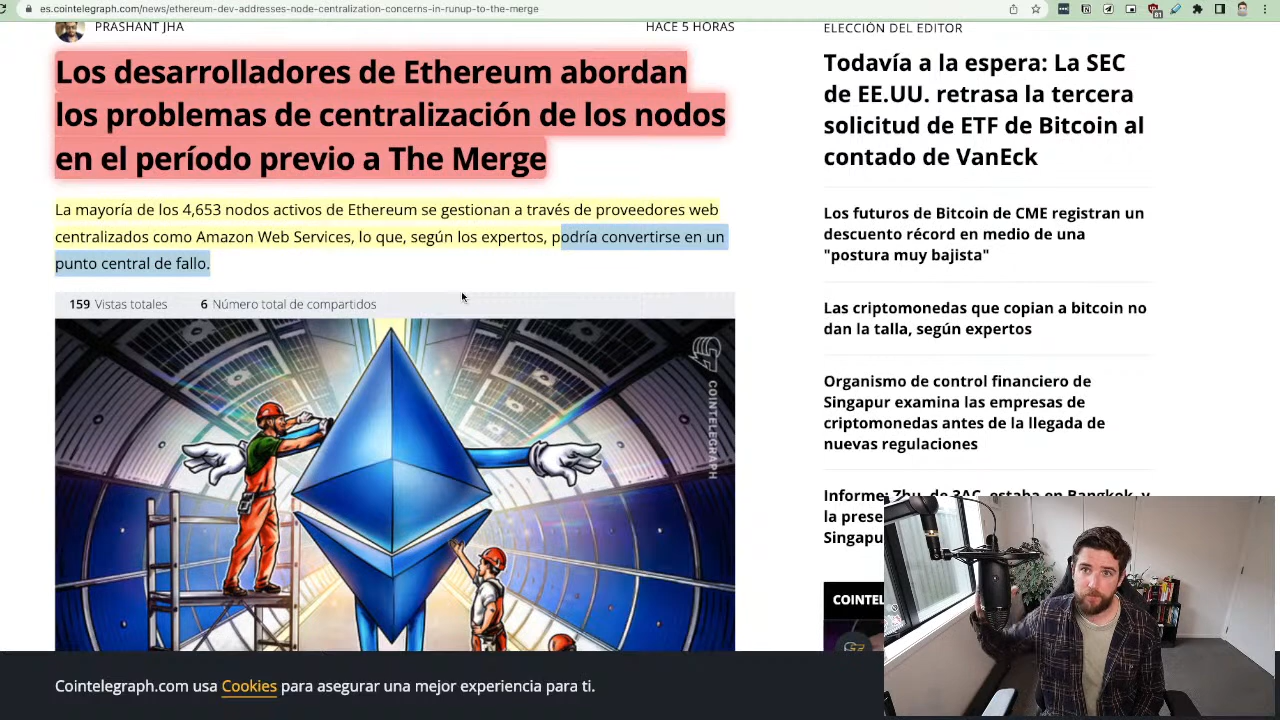 es.cointelegraph.com/news/ethereum-dev-addresses-node-centralization-concerns-in-runup-to-the-merge
PRASHANT JHA
HACE 5 HORAS
Los desarrolladores de Ethereum abordan
los problemas de centralización de los nodos
en el período previo a The Merge
La mayoría de los 4,653 nodos activos de Ethereum se gestionan a través de proveedores web
centralizados como Amazon Web Services, lo que, según los expertos, podría convertirse en un
punto central de fallo.
159 Vistas totales
6 Número total de compartidos
COINTELEGRAPH
ELECCIÓN DEL EDITOR
Todavía a la espera: La SEC
de EE.UU. retrasa la tercera
solicitud de ETF de Bitcoin al
contado de VanEck
Los futuros de Bitcoin de CME registran un
descuento récord en medio de una
"postura muy bajista"
Las criptomonedas que copian a bitcoin no
dan la talla, según expertos
Organismo de control financiero de
Singapur examina las empresas de
criptomonedas antes de la llegada de
nuevas regulaciones
Informe: Zhu, de 3AC, estaba en Bangkok, y
la prese
Singapu
COINTEL
Cointelegraph.com usa Cookies para asegurar una mejor experiencia para ti.